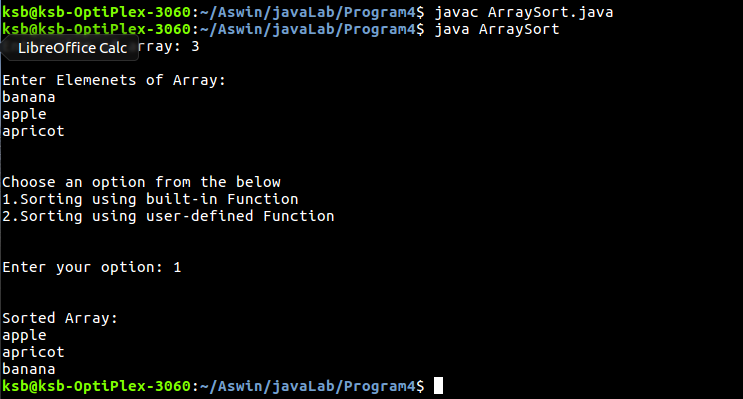 ksb@ksb-OptiPlex-3060:~/Aswin/javaLab/Program4$ javac ArraySort.java
ksb@ksb-OptiPlex-3060:~/Aswin/javaLab/Program4$ java ArraySort
LibreOffice Calc rray: 3
Enter Elemenets of Array:
banana
apple
apricot
Choose an option from the below
1.Sorting using built-in Function
2.Sorting using user-defined Function
Enter your option: 1
Sorted Array:
apple
apricot
banana
ksb@ksb-OptiPlex-3060:~/Aswin/javaLab/Program4$